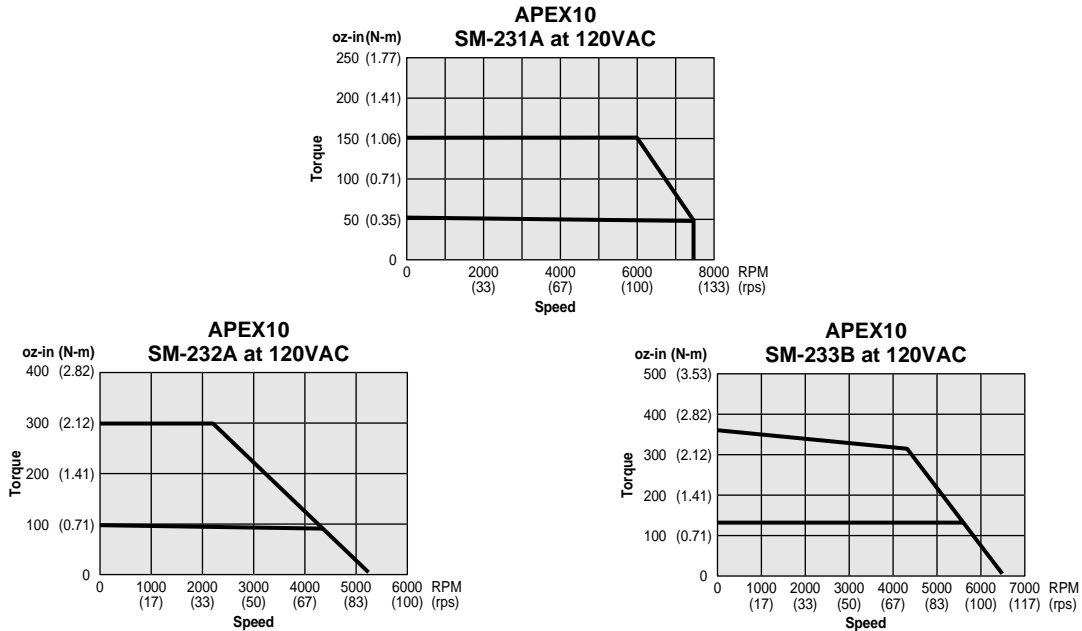 APEX10
SM-231A at 120VAC
oz-in(N-m)
250 (1.77)
200 (1.41)
150 (1.06)
100 (0.71)
50 (0.35)
0
Torque
0 2000 4000 6000 8000 RPM
(33) (67) (100) (133) (rps)
Speed
APEX10
SM-232A at 120VAC
oz-in (N-m)
400 (2.82)
300 (2.12)
200 (1.41)
100 (0.71)
0
Torque
0 1000 2000 3000 4000 5000 6000 RPM
(17) (33) (50) (67) (83) (100) (rps)
Speed
APEX10
SM-233B at 120VAC
oz-in (N-m)
500 (3.53)
400 (2.82)
300 (2.12)
200 (1.41)
100 (0.71)
0
Torque
0 1000 2000 3000 4000 5000 6000 7000 RPM
(17) (33) (50) (67) (83) (100) (117) (rps)
Speed